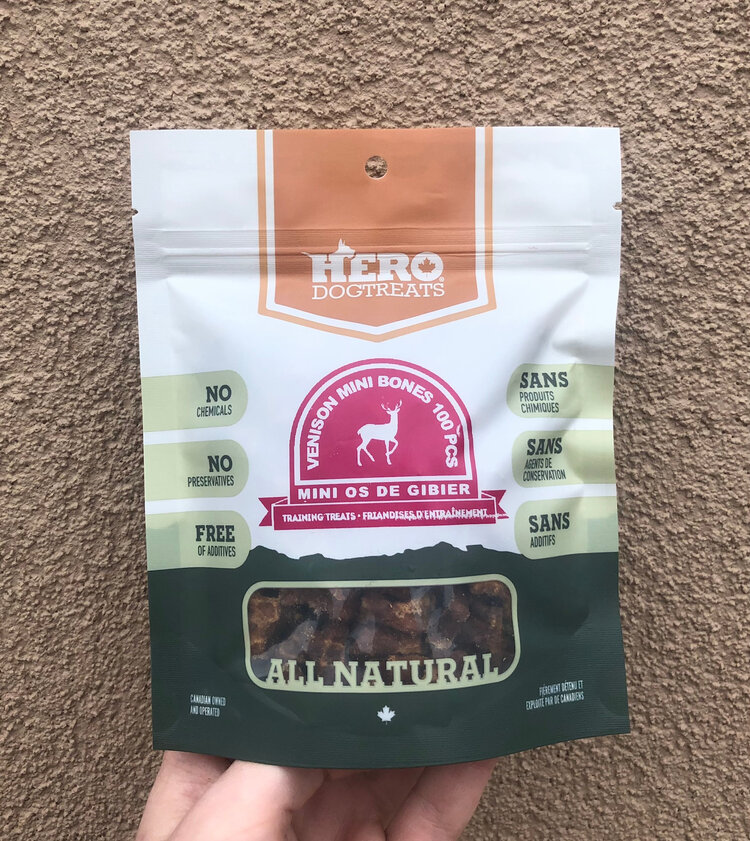 HERO
DOGTREATS
VENISON MINI BONES 100 PCS
MINI OS DE GIBIER
TRAINING TREATS • FRIANDISES D'ENTRAÎNEMENT
NO
CHEMICALS
NO
PRESERVATIVES
FREE
OF ADDITIVES
SANS
PRODUITS
CHIMIQUES
SANS
AGENTS DE
CONSERVATION
SANS
ADDITIFS
ALL NATURAL
CANADIAN OWNED
AND OPERATED
FIÈREMENT DÉTENU ET
EXPLOITÉ PAR DE CANADIENS